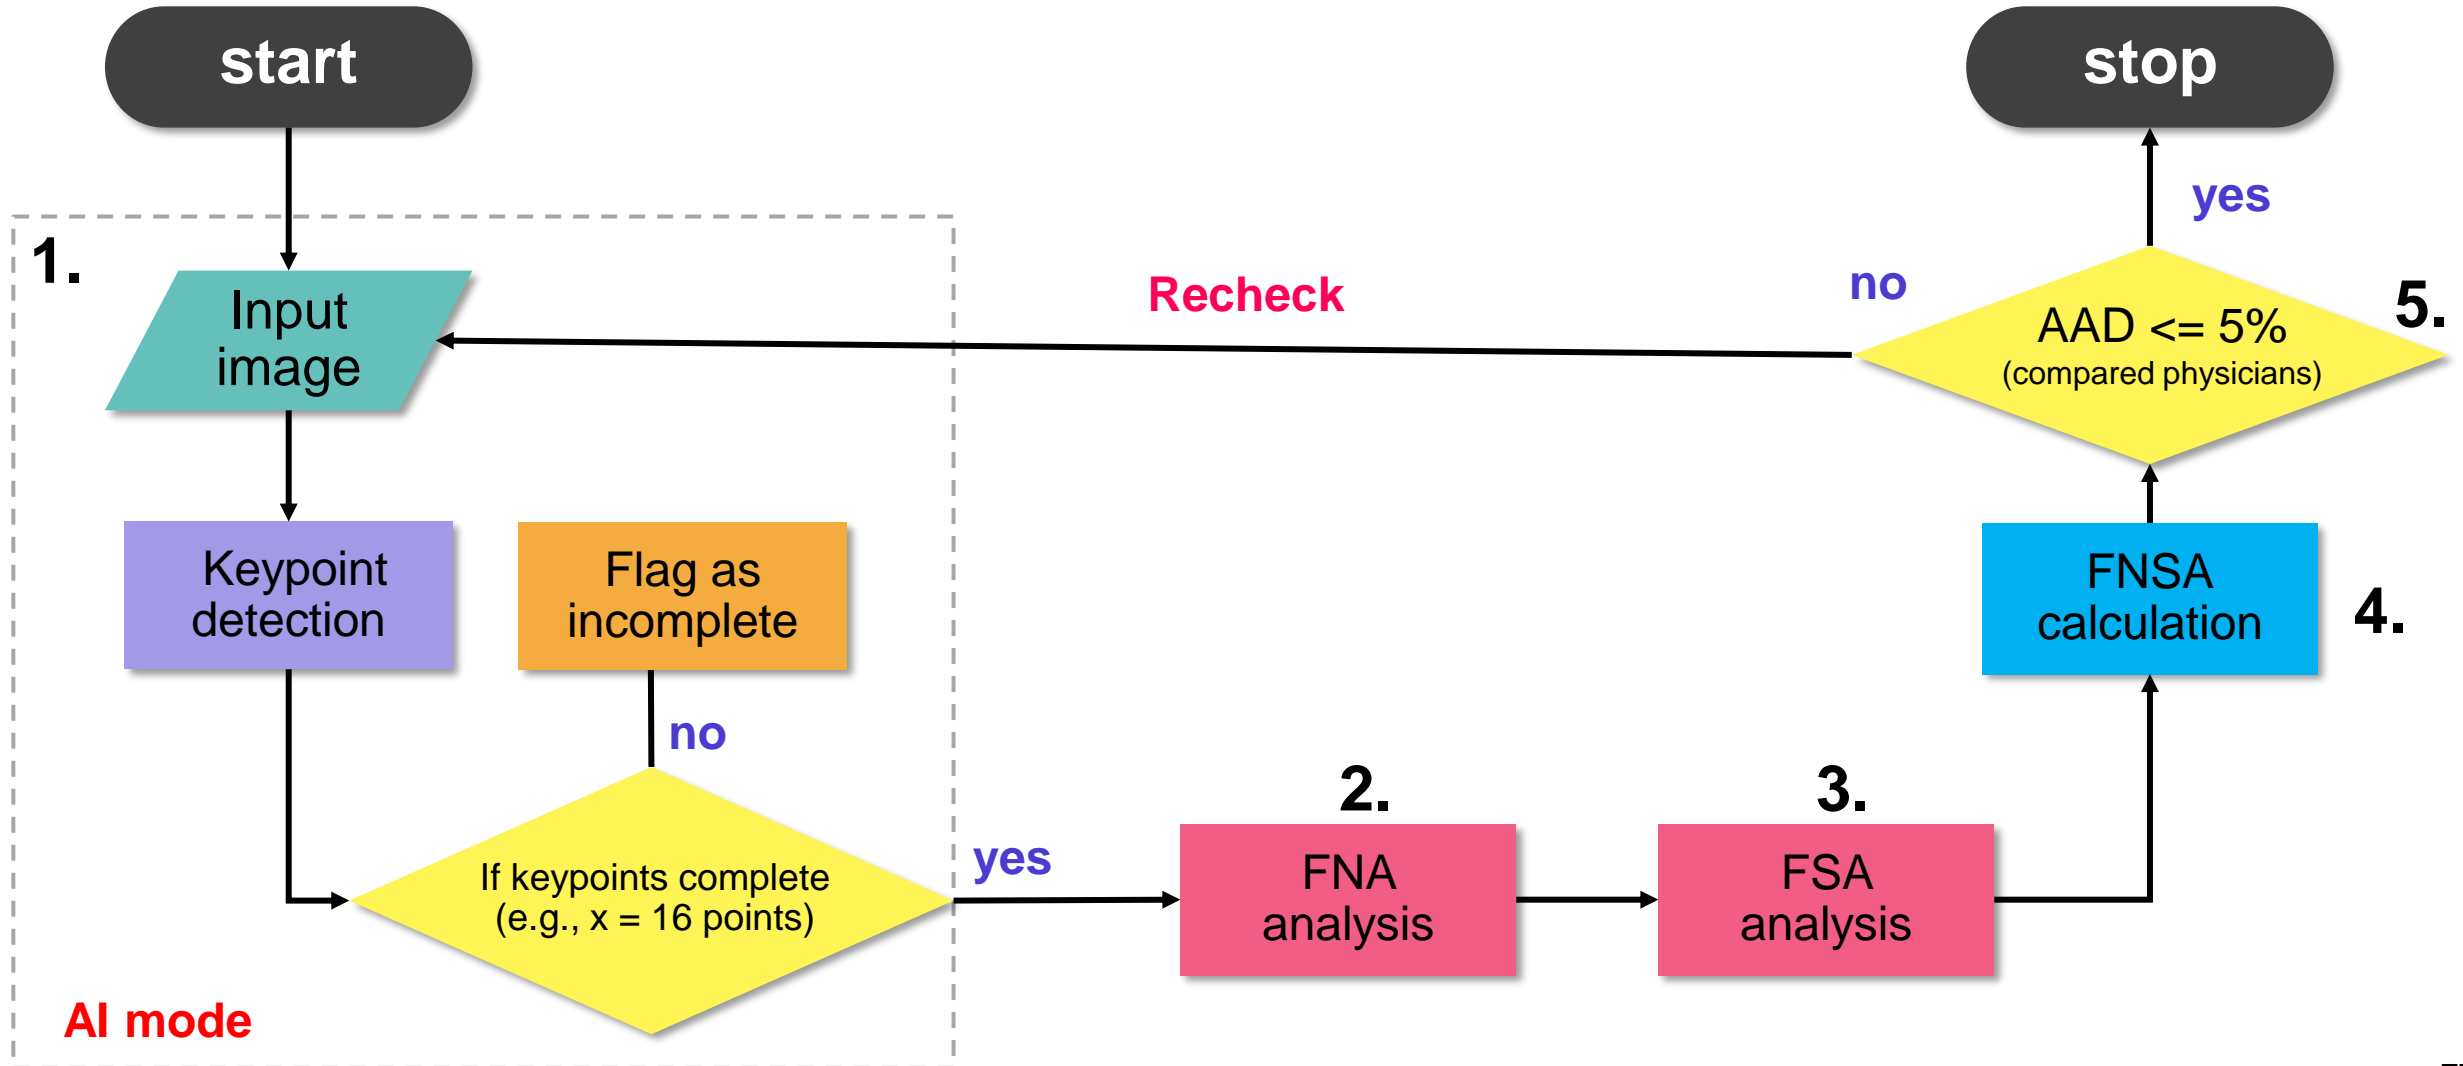 start
stop
yes
1.
Input
image
Recheck
no
AAD <= 5%
(compared physicians)
5.
Keypoint
detection
Flag as
incomplete
FNSA
calculation
4.
no
2.
3.
If keypoints complete
(e.g., x = 16 points)
yes
FNA
analysis
FSA
analysis
AI mode